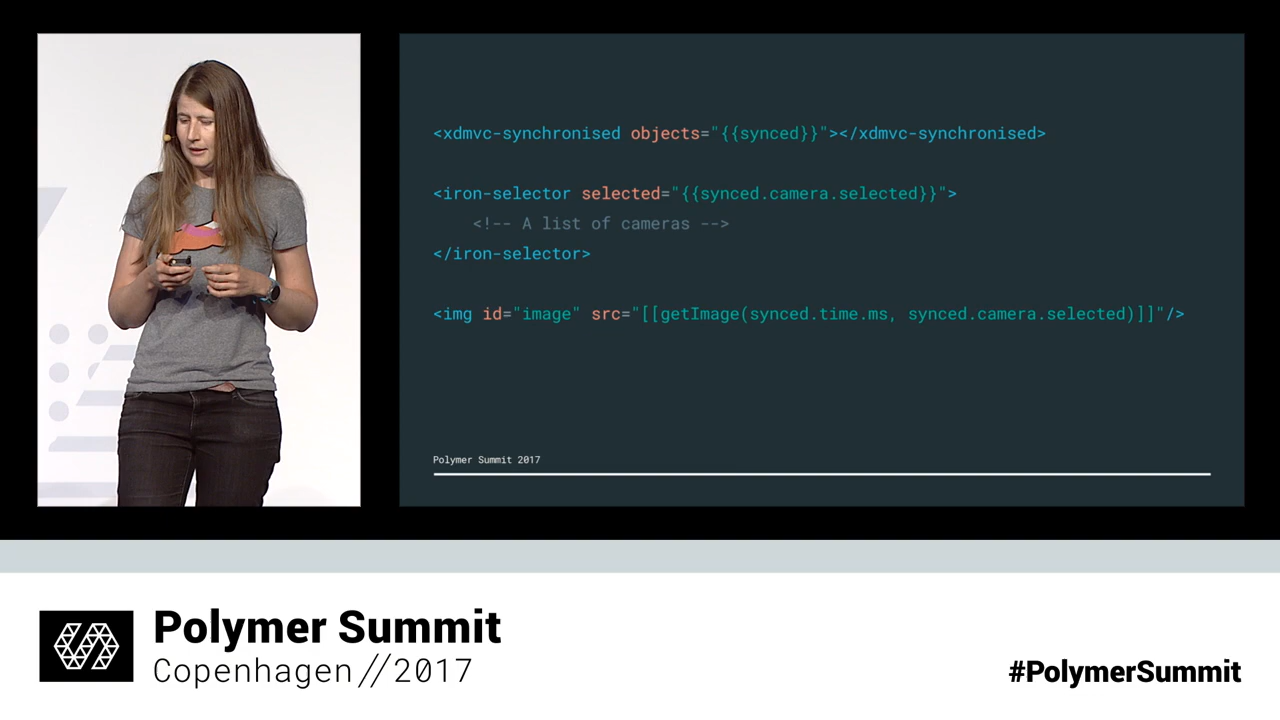 <xdmvc-synchronised objects="{{synced}}"></xdmvc-synchronised>
<iron-selector selected="{{synced.camera.selected}}">
<!-- A list of cameras -->
</iron-selector>
<img id="image" src="[[getImage(synced.time.ms, synced.camera.selected)]]"/>
Polymer Summit 2017
Polymer Summit
Copenhagen//2017
#PolymerSummit